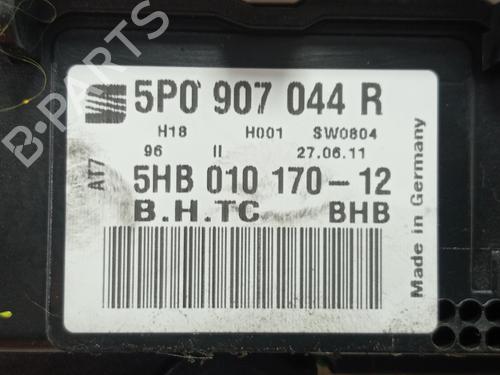 5P0 907 044 R
H18 H001 SW0804
96 II 27.06.11
AT7
5HB 010 170-12
B.H.TC BHB
Made in Germany
B-PARTS